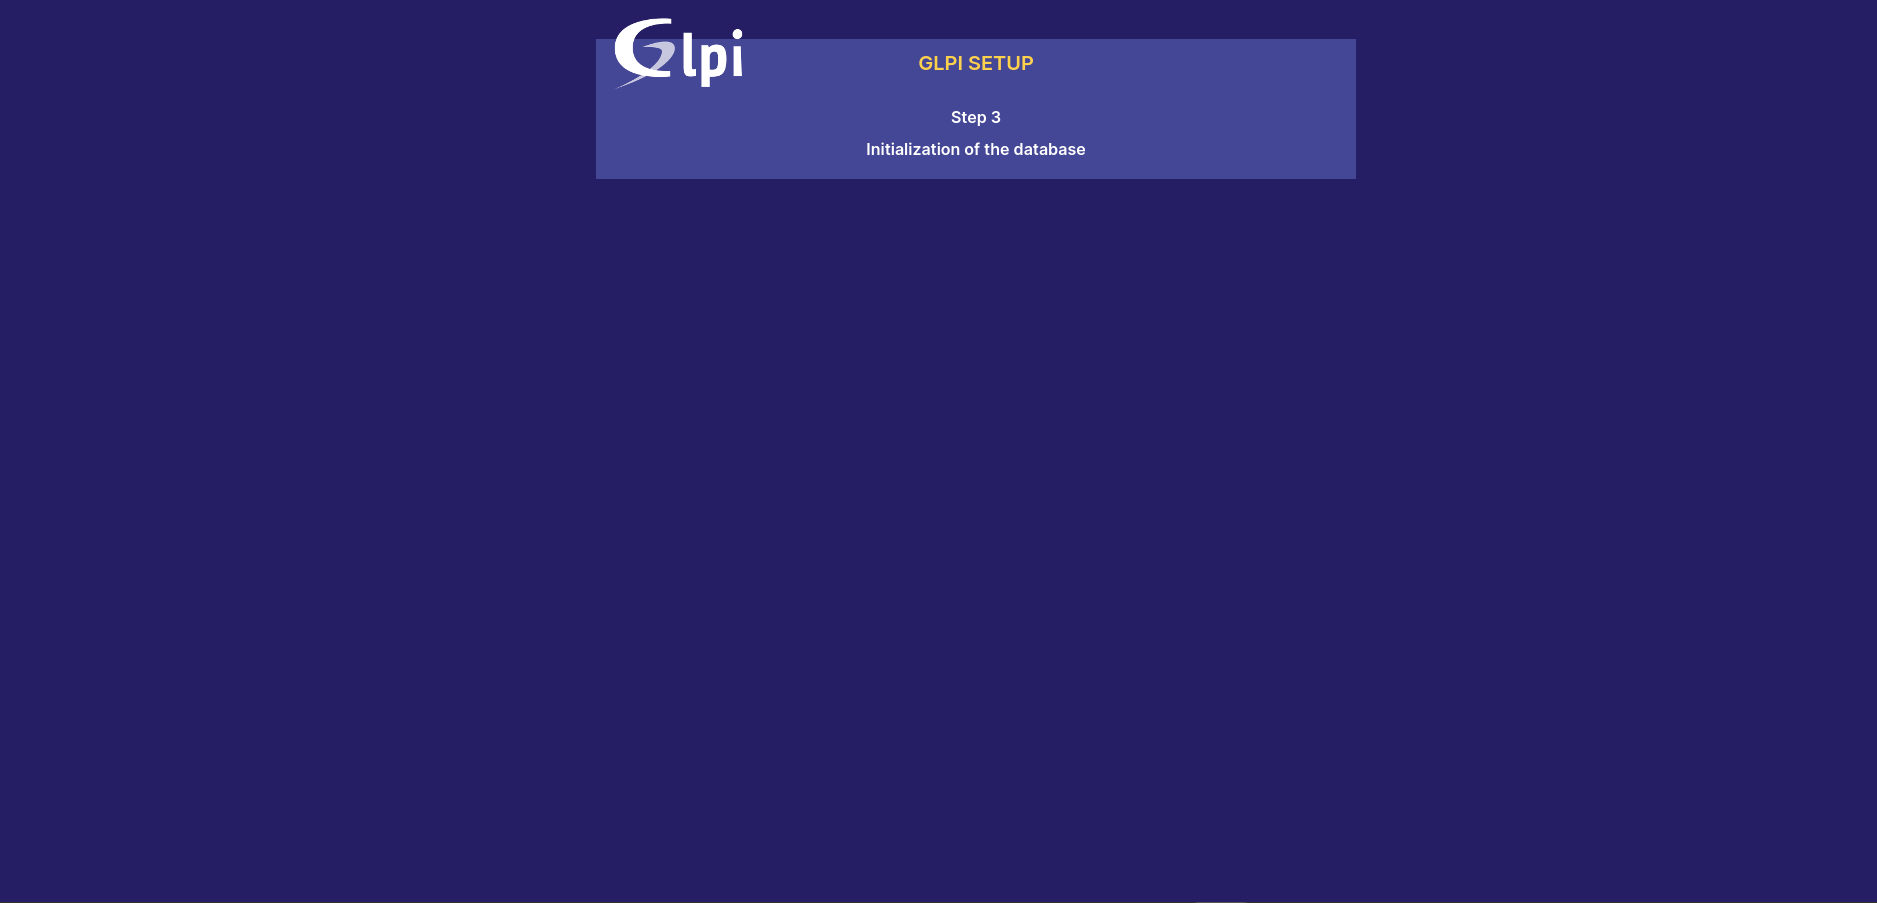 Glpi
GLPI SETUP
Step 3
Initialization of the database